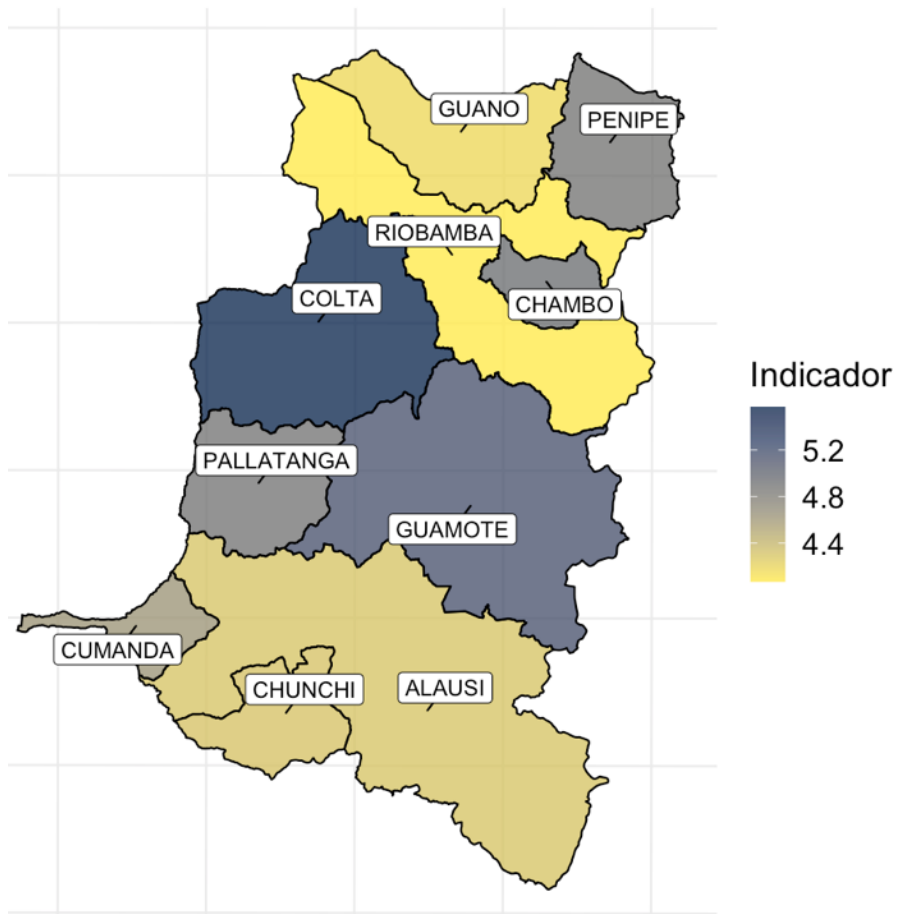 GUANO
PENIPE
RIOBAMBA
COLTA
CHAMBO
Indicador
5.2
4.8
4.4
PALLATANGA
GUAMOTE
CUMANDA
CHUNCHI
ALAUSI